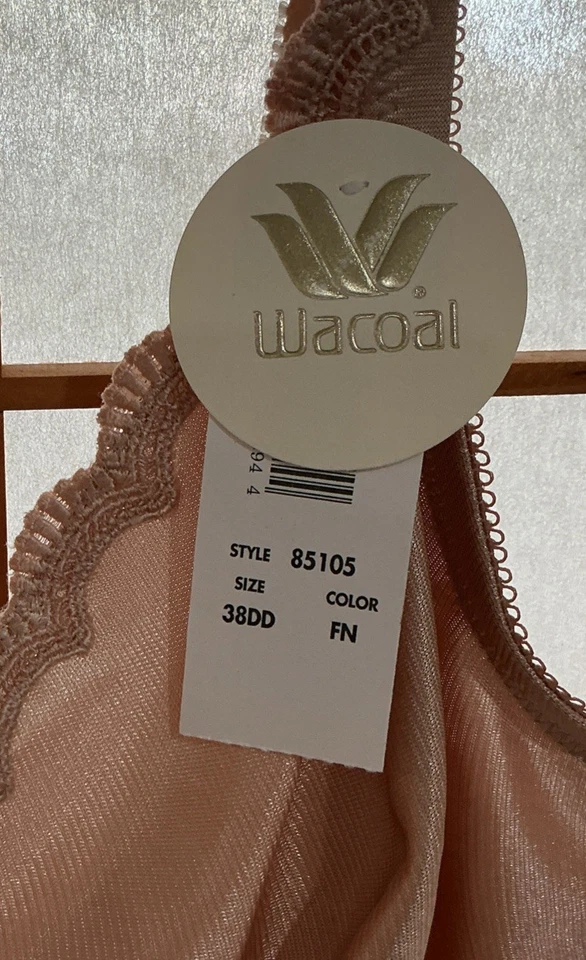 Wacoal®
94 4
STYLE 85105
SIZE
COLOR
38DD
FN